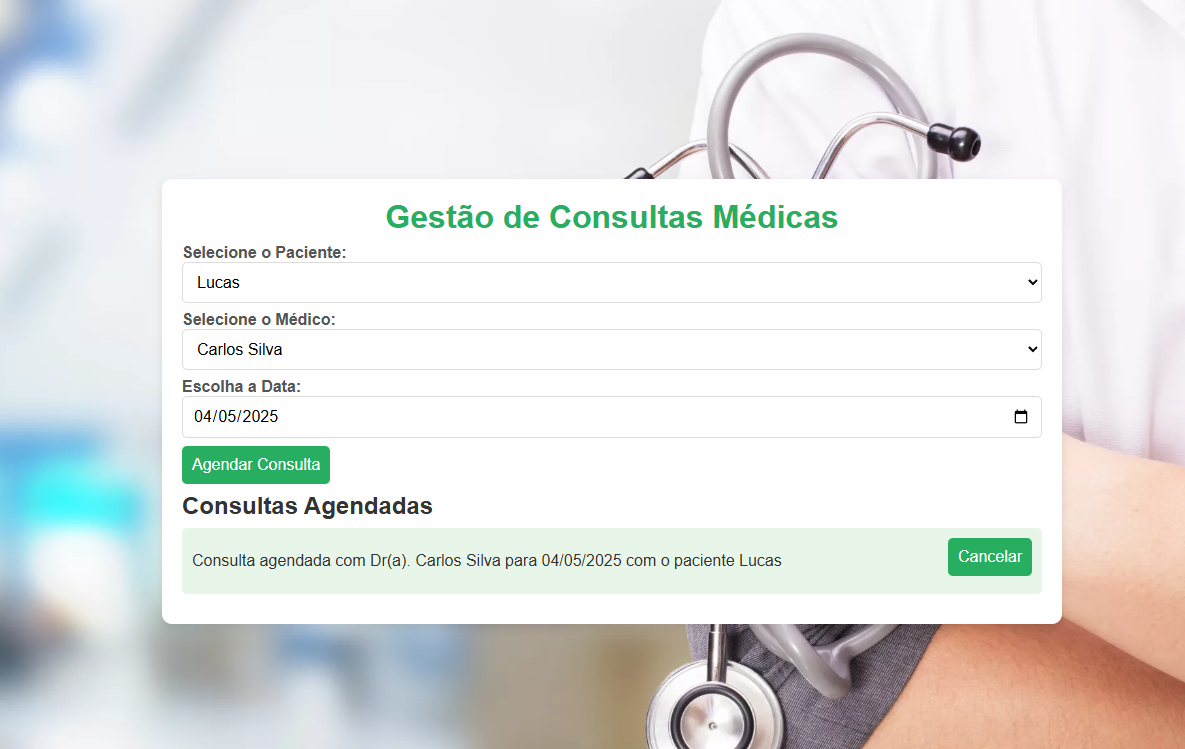 Gestão de Consultas Médicas
Selecione o Paciente:
Lucas
Selecione o Médico:
Carlos Silva
Escolha a Data:
04/05/2025
Agendar Consulta
Consultas Agendadas
Consulta agendada com Dr(a). Carlos Silva para 04/05/2025 com o paciente Lucas
Cancelar